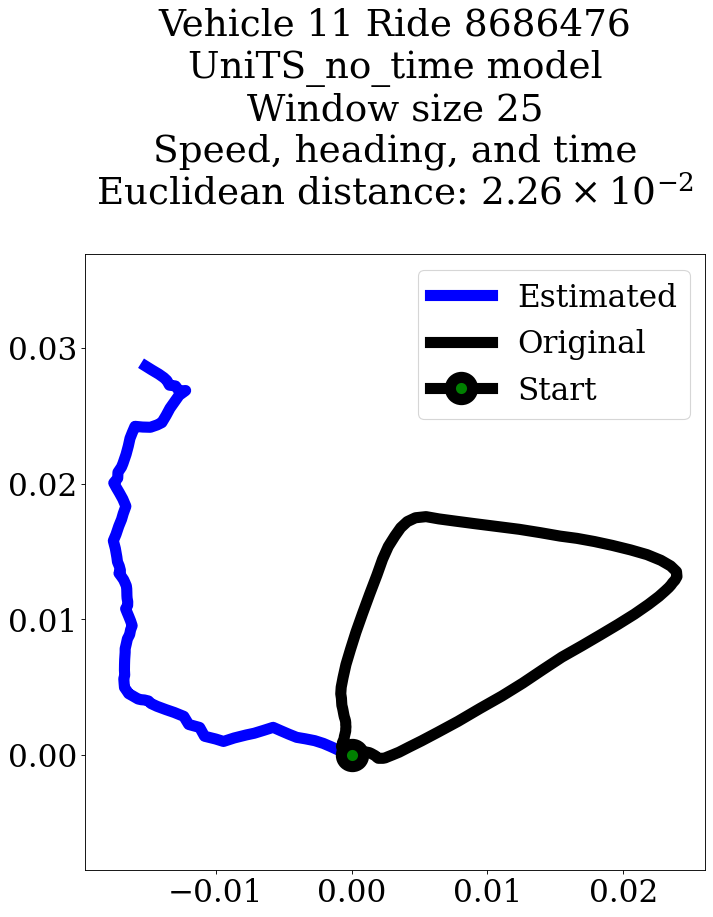 Vehicle 11 Ride 8686476
UniTS_no_time model
Window size 25
Speed, heading, and time
Euclidean distance: 2.26 × 10⁻²
Estimated
Original
Start
0.03
0.02
0.01
0.00
−0.01 0.00 0.01 0.02